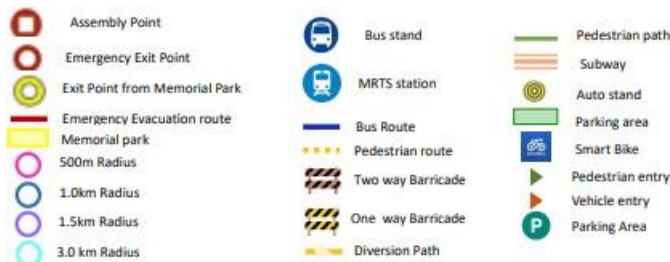 Assembly Point
Emergency Exit Point
Exit Point from Memorial Park
Emergency Evacuation route
Memorial park
500m Radius
1.0km Radius
1.5km Radius
3.0 km Radius
Bus stand
MRTS station
Bus Route
Pedestrian route
Two way Barricade
One way Barricade
Diversion Path
Pedestrian path
Subway
Auto stand
Parking area
Smart Bike
Pedestrian entry
Vehicle entry
P
Parking Area